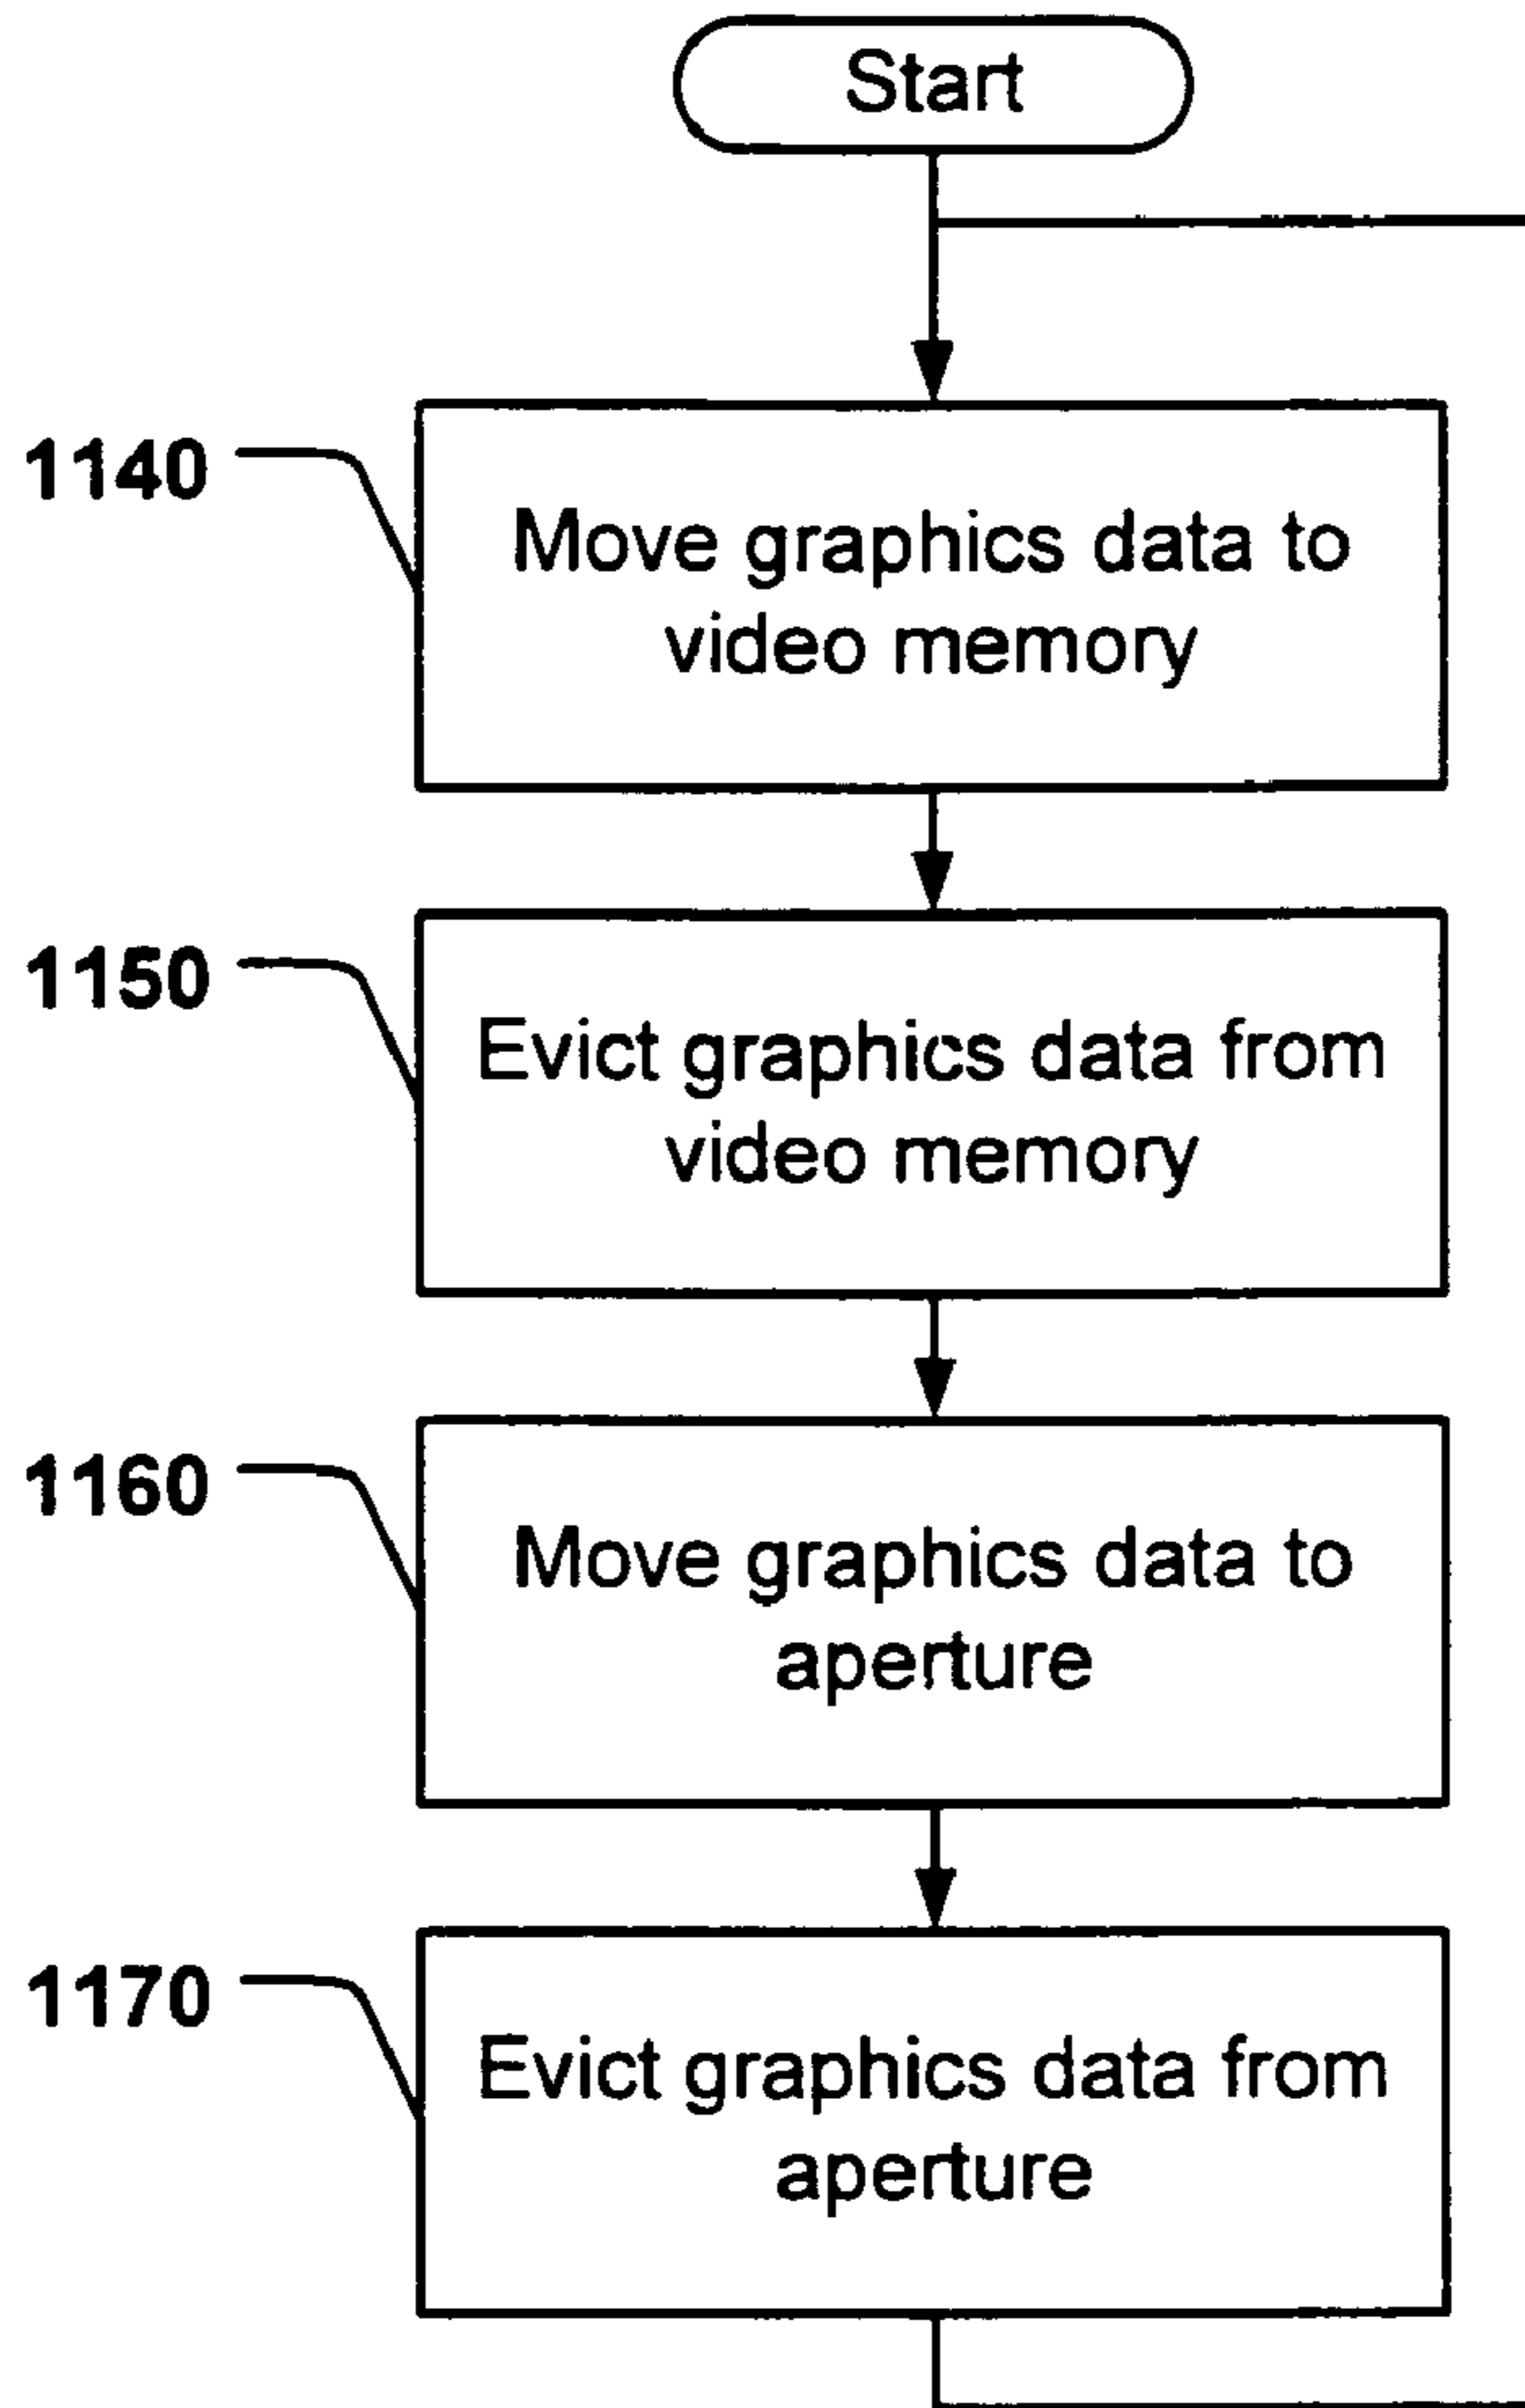 Start
1140
Move graphics data to
video memory
1150
Evict graphics data from
video memory
1160
Move graphics data to
aperture
1170
Evict graphics data from
aperture